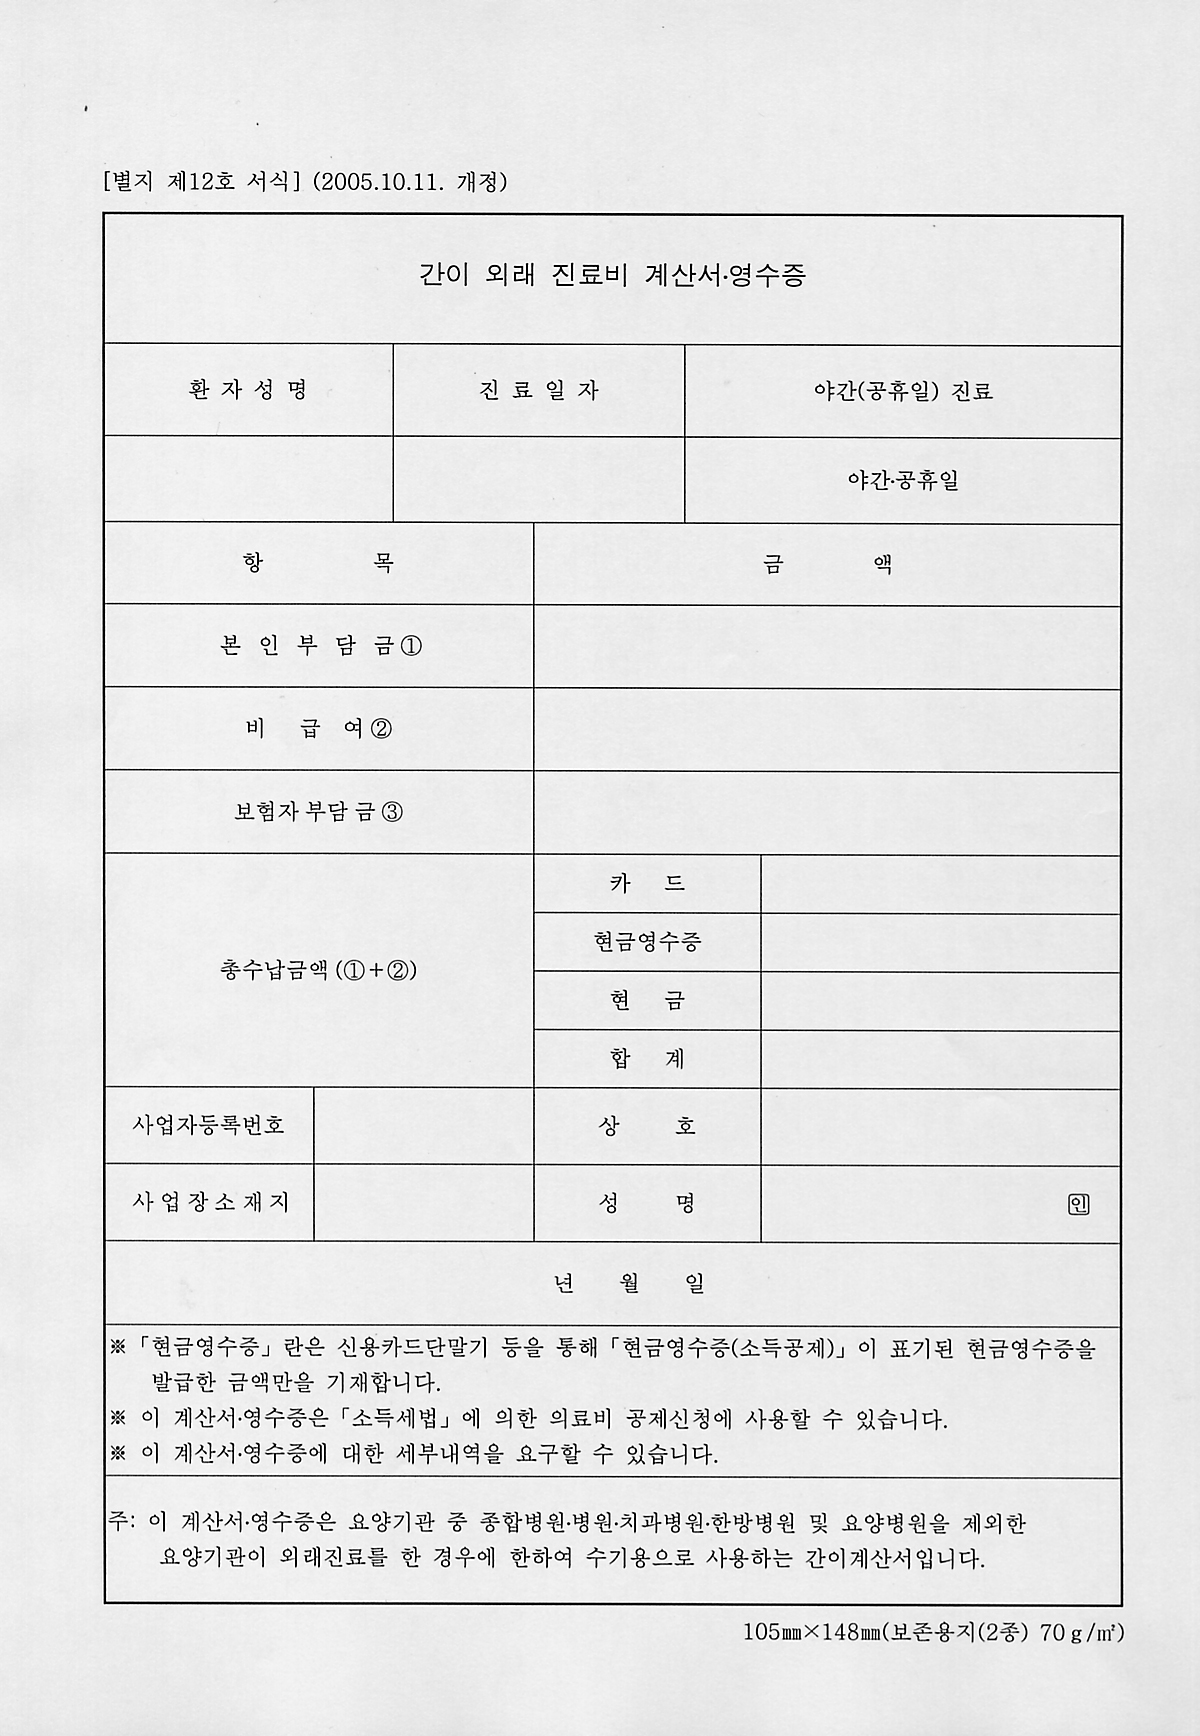 [별지 제12호 서식] (2005.10.11. 개정)
간이 외래 진료비 계산서·영수증
환 자 성 명 진 료 일 자 야간(공휴일) 진료
야간·공휴일
항 목 금 액
본 인 부 담 금①
비 급 여②
보험자 부담 금③
총수납금액(①+②)
카 드
현금영수증
현 금
합 계
사업자등록번호 상 호
사 업 장 소 재 지 성 명 ㊞
년 월 일
※「현금영수증」란은 신용카드단말기 등을 통해「현금영수증(소득공제)」이 표기된 현금영수증을
발급한 금액만을 기재합니다.
※ 이 계산서·영수증은「소득세법」에 의한 의료비 공제신청에 사용할 수 있습니다.
※ 이 계산서·영수증에 대한 세부내역을 요구할 수 있습니다.
주: 이 계산서·영수증은 요양기관 중 종합병원·병원·치과병원·한방병원 및 요양병원을 제외한
요양기관이 외래진료를 한 경우에 한하여 수기용으로 사용하는 간이계산서입니다.
105㎜×148㎜(보존용지(2종) 70ｇ/㎡)